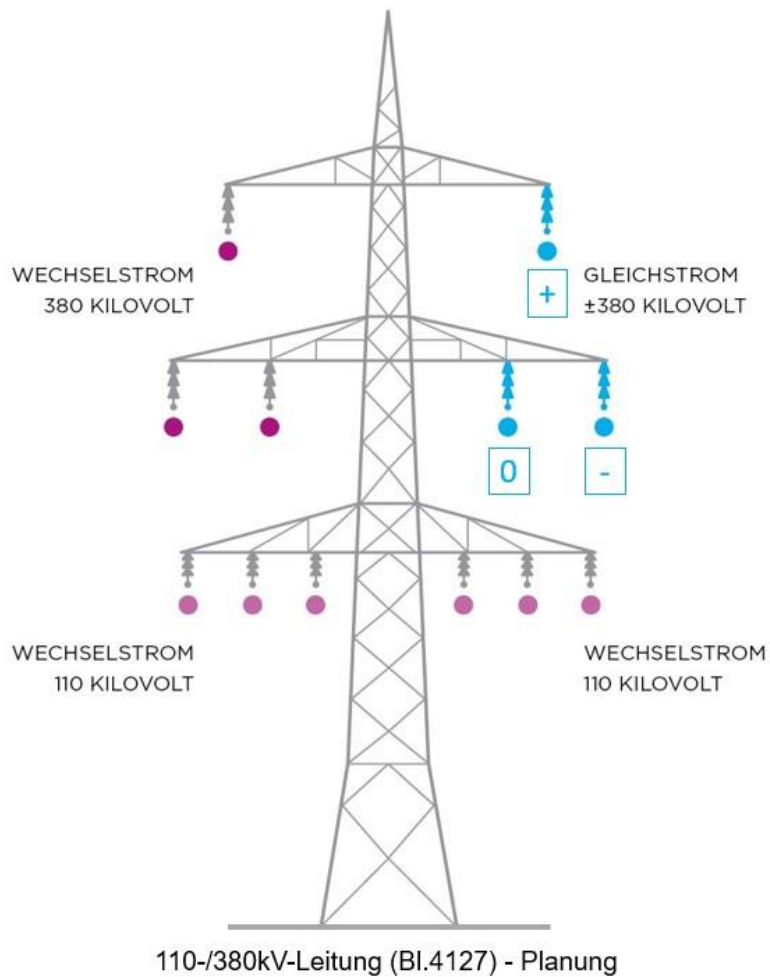 WECHSELSTROM
380 KILOVOLT
+
GLEICHSTROM
±380 KILOVOLT
0
-
WECHSELSTROM
110 KILOVOLT
WECHSELSTROM
110 KILOVOLT
110-/380kV-Leitung (Bl.4127) - Planung